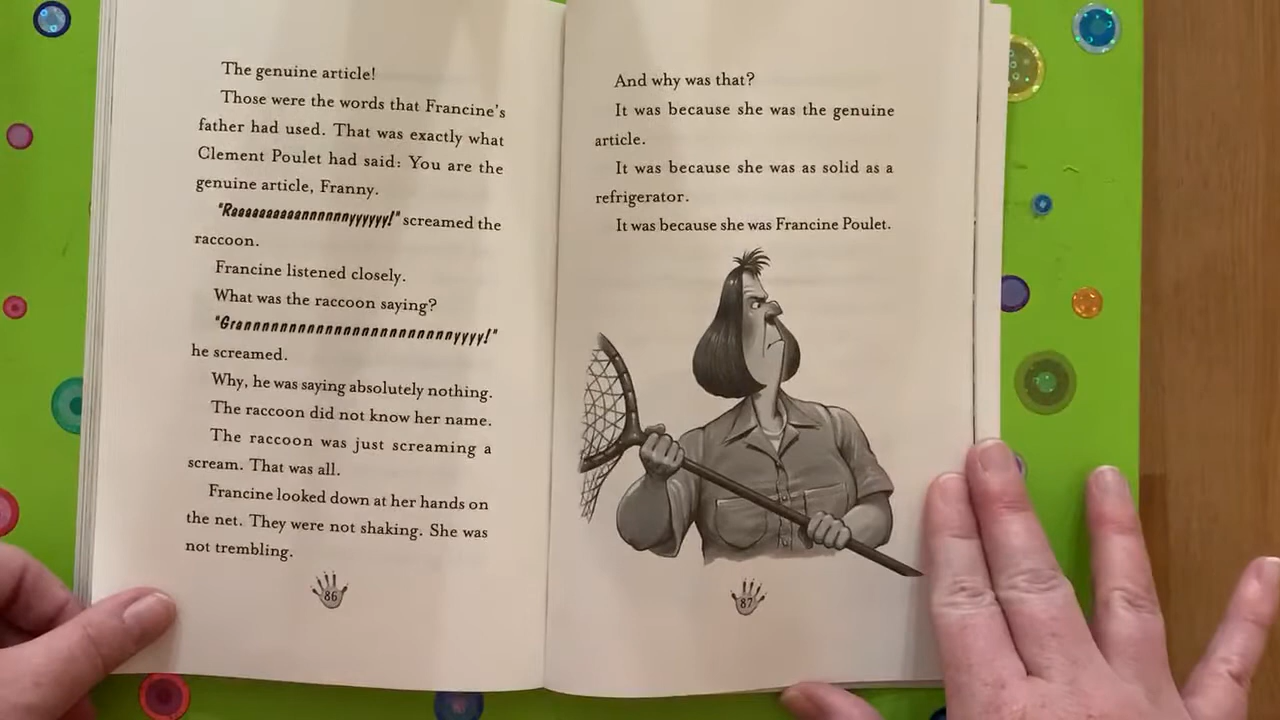 The genuine article!
Those were the words that Francine's
father had used. That was exactly what
Clement Poulet had said: You are the
genuine article, Franny.
"Raaaaaaaaaannnnnnyyyyyy!" screamed the
raccoon.
Francine listened closely.
What was the raccoon saying?
"Grannnnnnnnnnnnnnnnnnnnnnnnyyyy!"
he screamed.
Why, he was saying absolutely nothing.
The raccoon did not know her name.
The raccoon was just screaming a
scream. That was all.
Francine looked down at her hands on
the net. They were not shaking. She was
not trembling.
86
And why was that?
It was because she was the genuine
article.
It was because she was as solid as a
refrigerator.
It was because she was Francine Poulet.
87